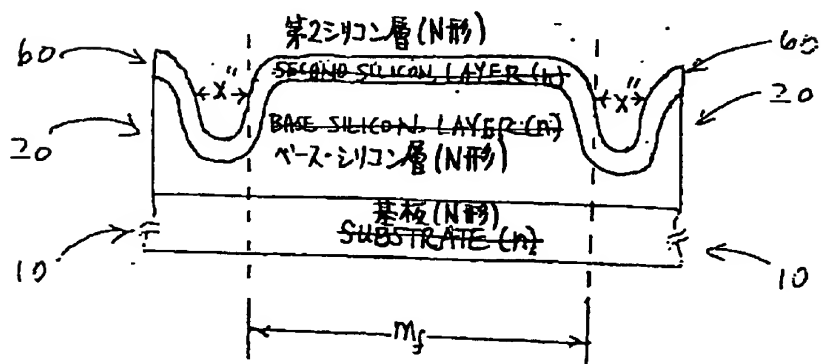 第2シリコン層(N形)
60
60
SECOND SILICON LAYER (n)
x"
x"
20
20
BASE SILICON LAYER (n)
ベース・シリコン層(N形)
基板(N形)
SUBSTRATE (n)
10
10
mf